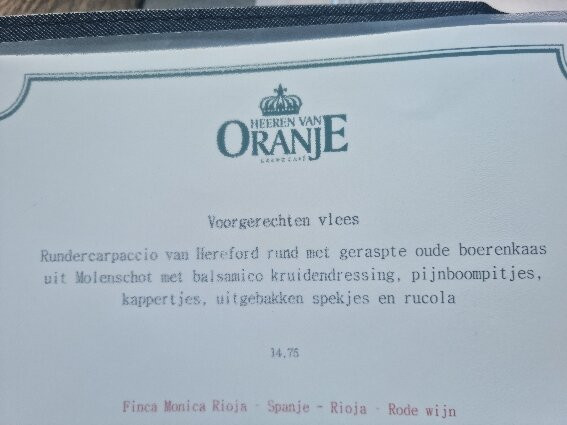 HEEREN VAN
ORANJE
GRAND CAFÉ
Voorgerechten vlees
Rundercarpaccio van Hereford rund met geraspte oude boerenkaas
uit Molenschot met balsamico kruidendressing, pijnboompitjes,
kappertjes, uitgebakken spekjes en rucola
14.75
Finca Monica Rioja - Spanje - Rioja - Rode wijn